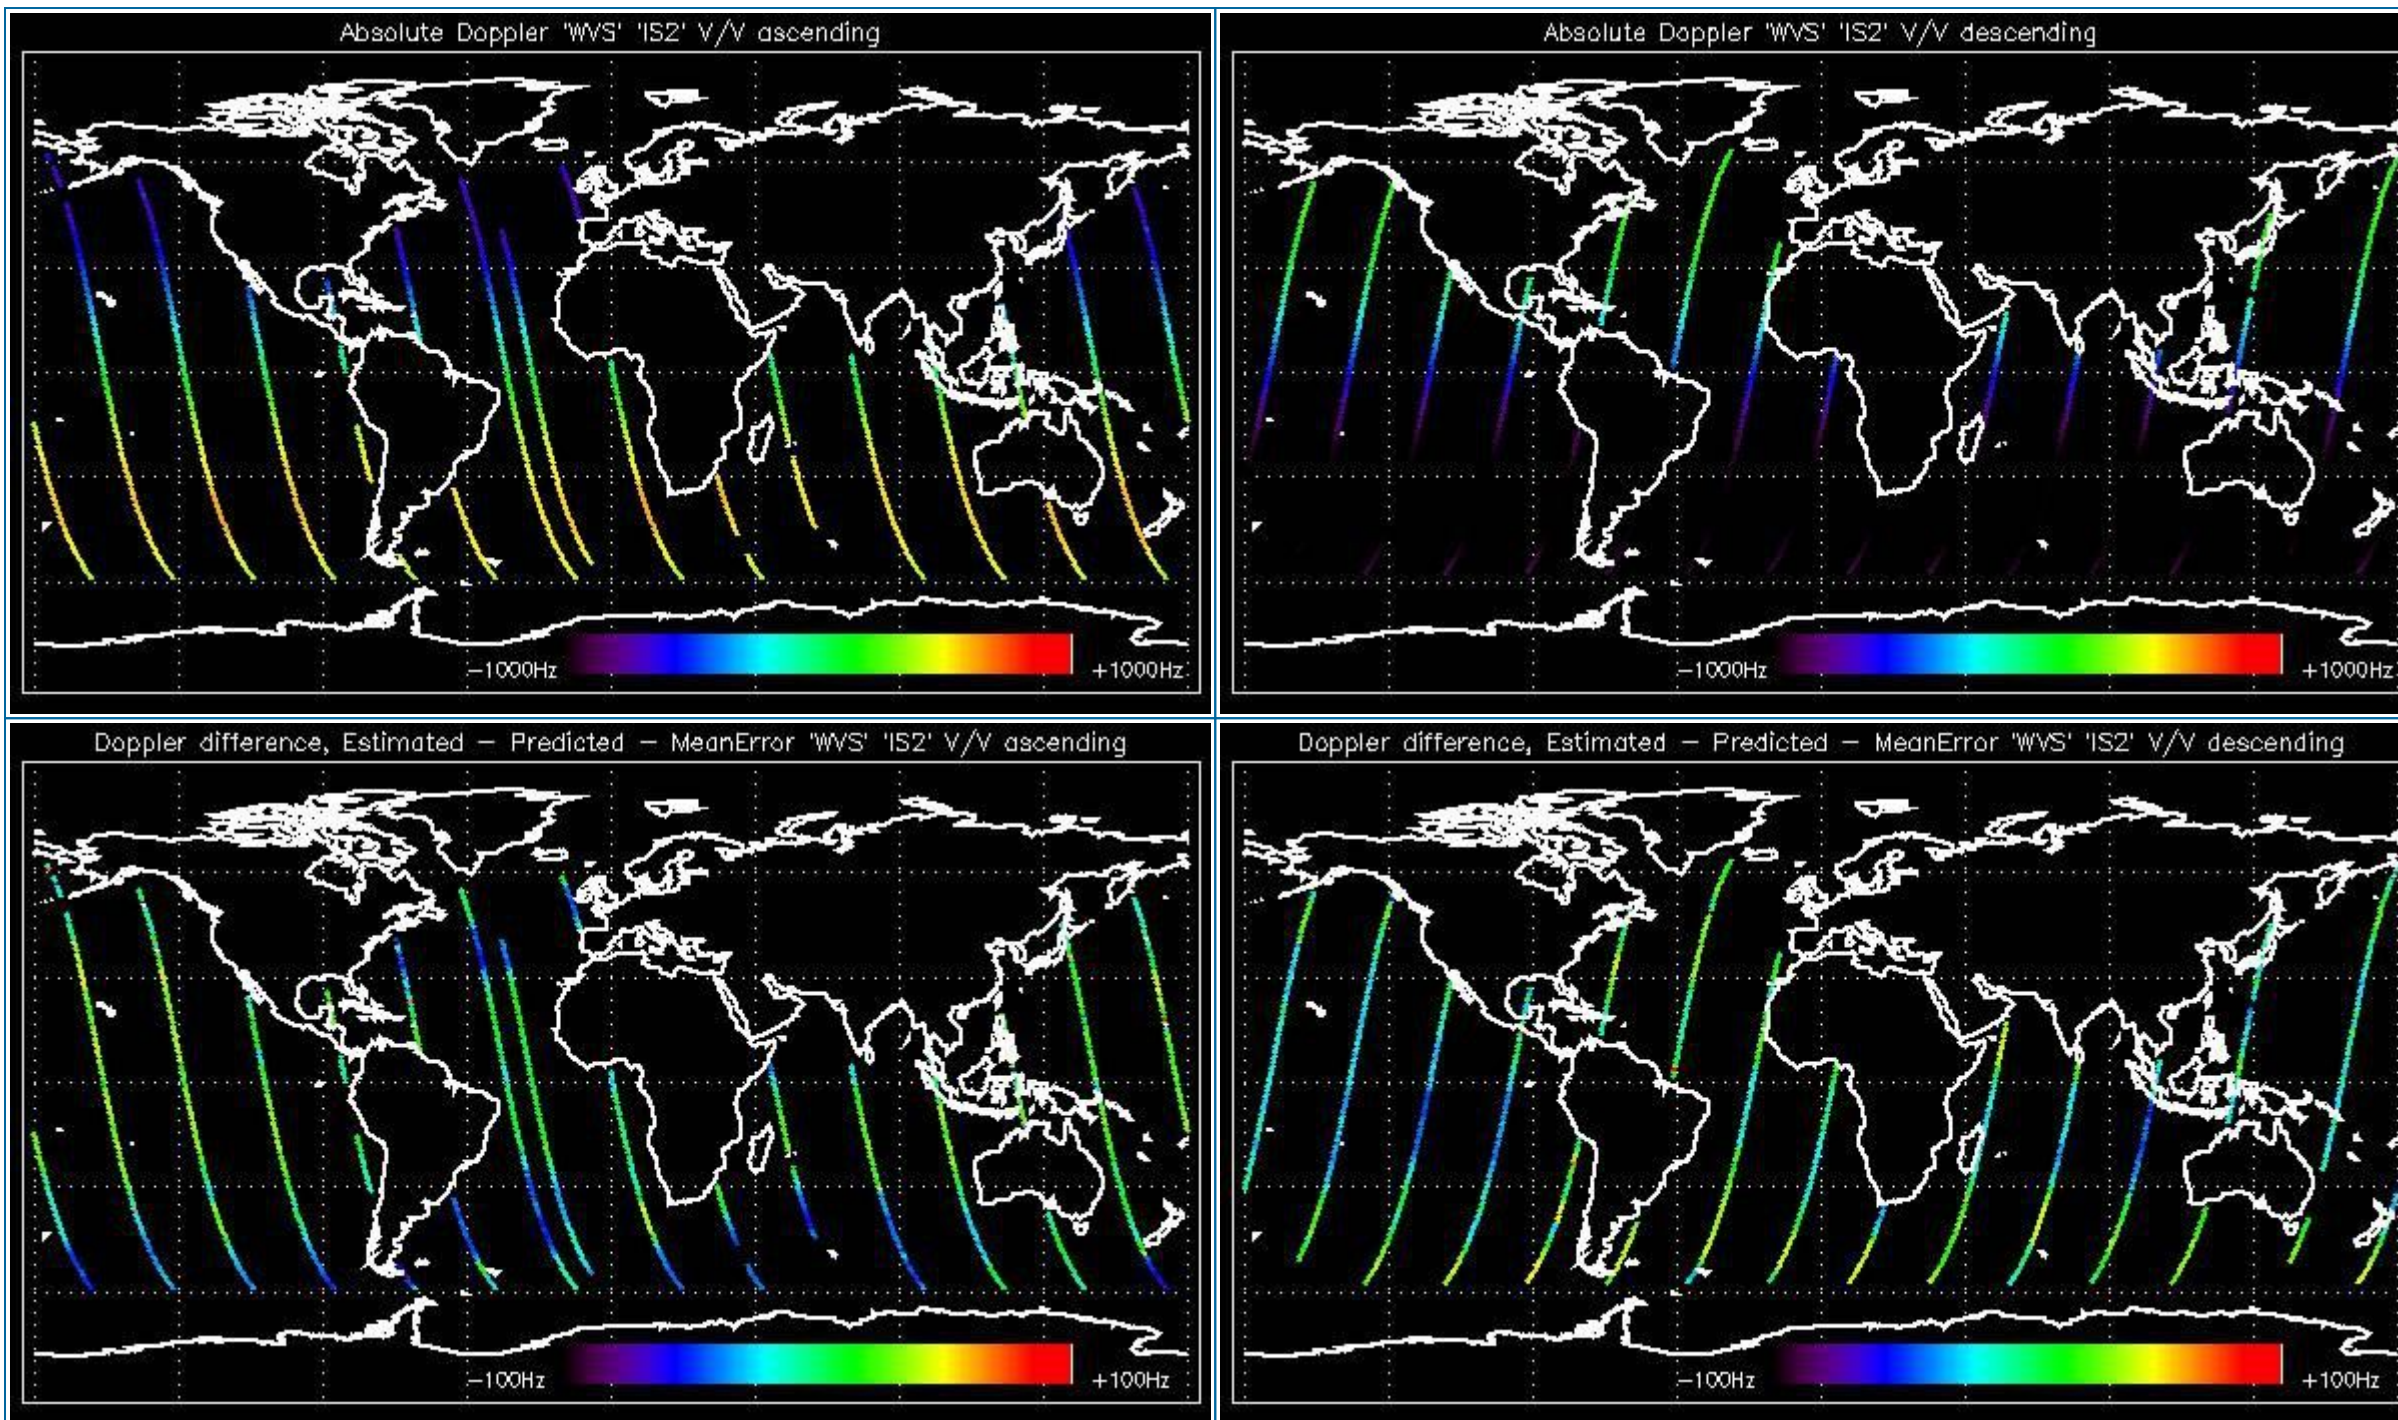 Absolute Doppler 'WVS' 'IS2' V/V ascending
-1000Hz
+1000Hz
Absolute Doppler 'WVS' 'IS2' V/V descending
-1000Hz
+1000Hz
Doppler difference, Estimated - Predicted - MeanError 'WVS' 'IS2' V/V ascending
-100Hz
+100Hz
Doppler difference, Estimated - Predicted - MeanError 'WVS' 'IS2' V/V descending
-100Hz
+100Hz